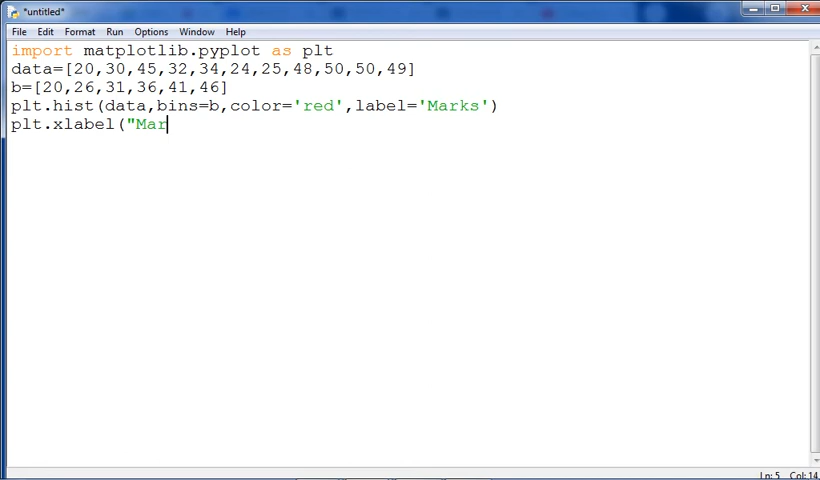 *untitled*
File Edit Format Run Options Window Help
import matplotlib.pyplot as plt
data=[20,30,45,32,34,24,25,48,50,50,49]
b=[20,26,31,36,41,46]
plt.hist(data,bins=b,color='red',label='Marks')
plt.xlabel("Mar
Ln: 5 Col: 14